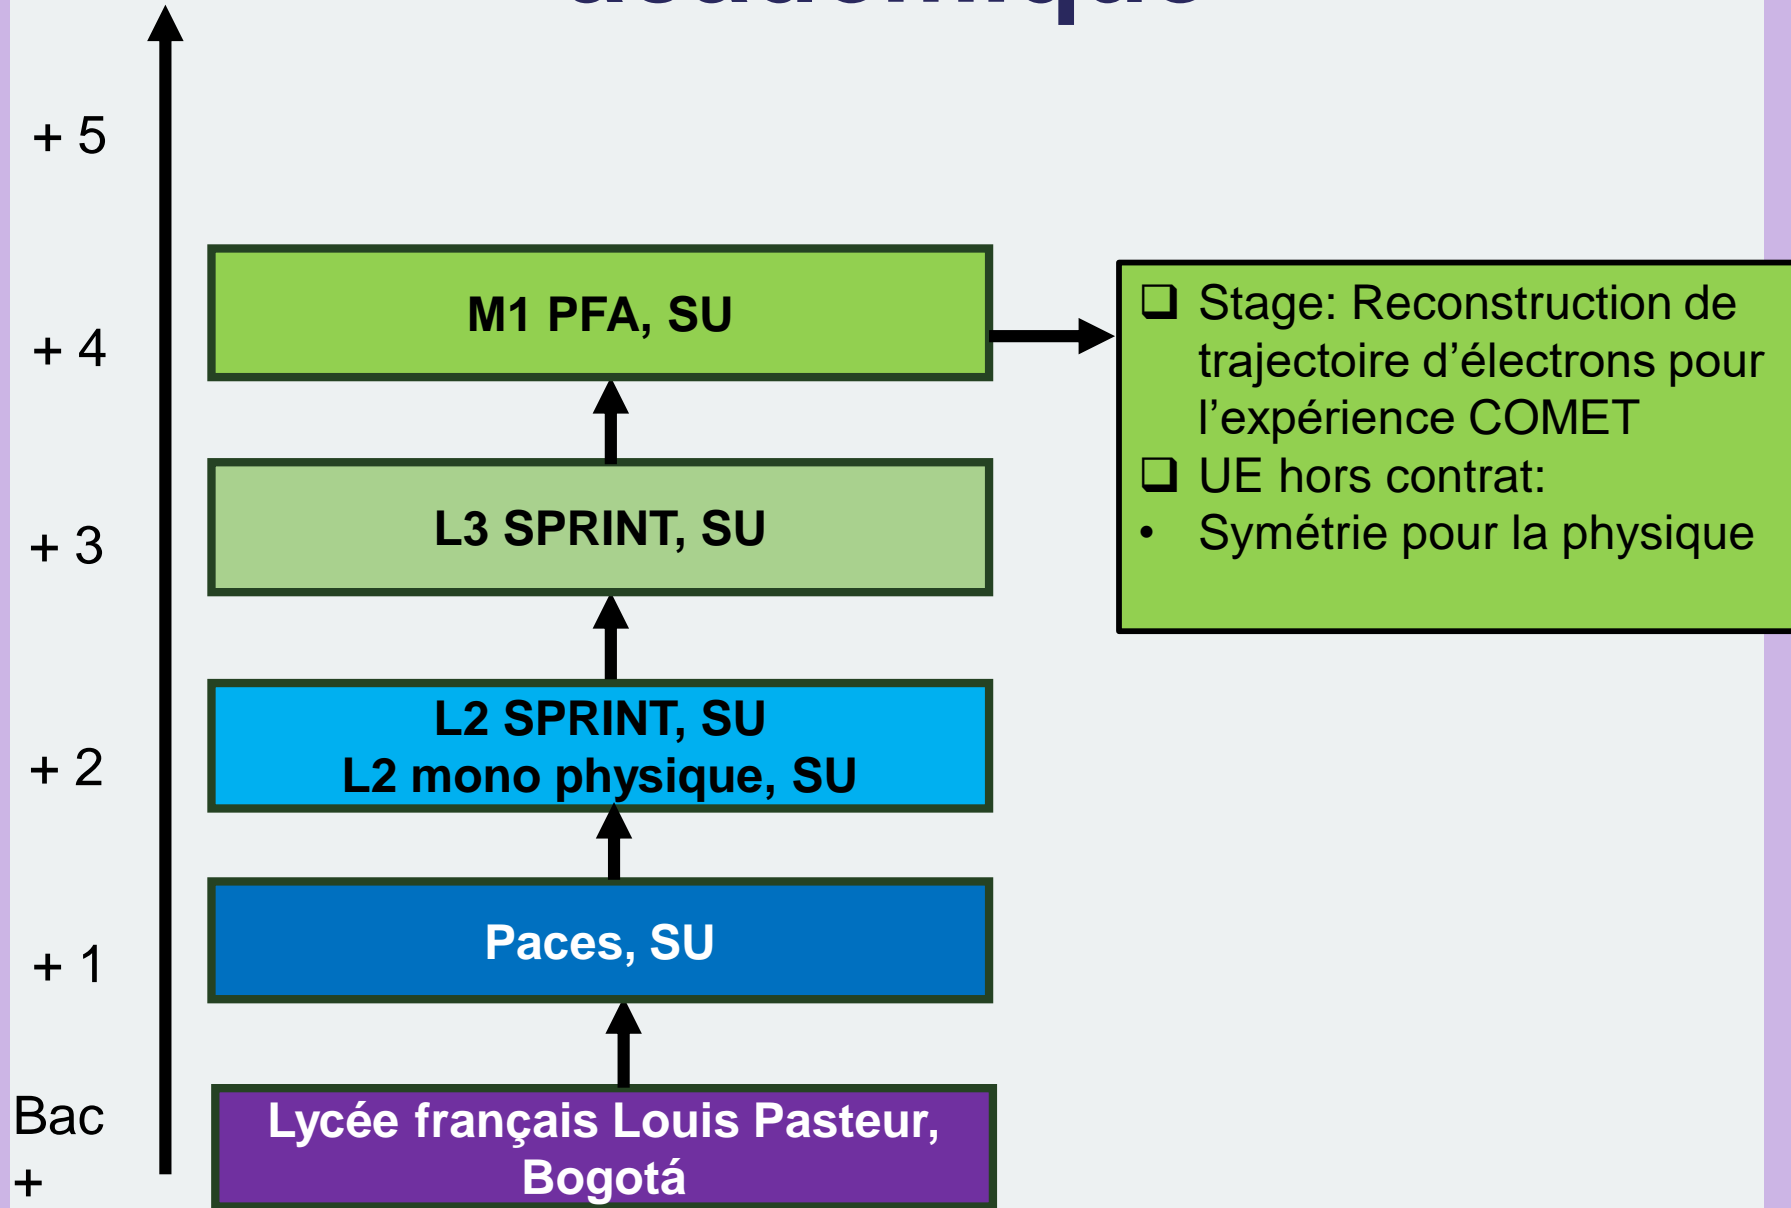 académique
+ 5
M1 PFA, SU
+ 4
❑ Stage: Reconstruction de
trajectoire d’électrons pour
l’expérience COMET
❑ UE hors contrat:
• Symétrie pour la physique
L3 SPRINT, SU
+ 3
L2 SPRINT, SU
L2 mono physique, SU
+ 2
Paces, SU
+ 1
Lycée français Louis Pasteur,
Bogotá
Bac
+